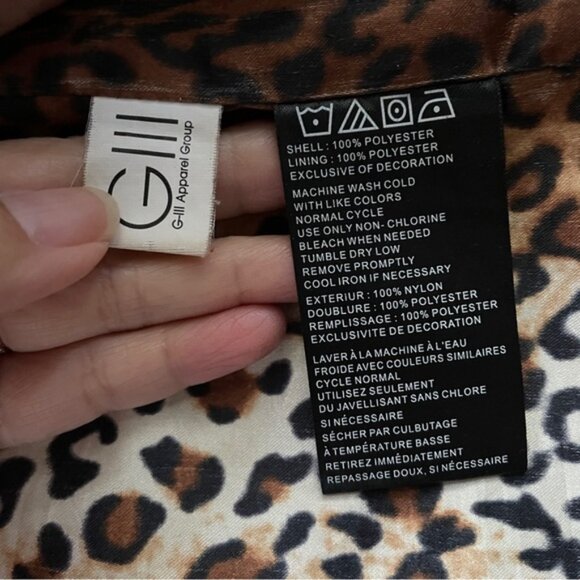 GIII
G-III Apparel Group
SHELL : 100% POLYESTER
LINING : 100% POLYESTER
EXCLUSIVE OF DECORATION
MACHINE WASH COLD
WITH LIKE COLORS
NORMAL CYCLE
USE ONLY NON- CHLORINE
BLEACH WHEN NEEDED
TUMBLE DRY LOW
REMOVE PROMPTLY
COOL IRON IF NECESSARY
EXTERIUR : 100% NYLON
DOUBLURE : 100% POLYESTER
REMPLISSAGE : 100% POLYESTER
EXCLUSIVITE DE DECORATION
LAVER À LA MACHINE À L'EAU
FROIDE AVEC COULEURS SIMILAIRES
CYCLE NORMAL
UTILISEZ SEULEMENT
DU JAVELLISANT SANS CHLORE
SI NÉCESSAIRE
SÉCHER PAR CULBUTAGE
À TEMPÉRATURE BASSE
RETIREZ IMMÉDIATEMENT
REPASSAGE DOUX, SI NÉCESSAIRE